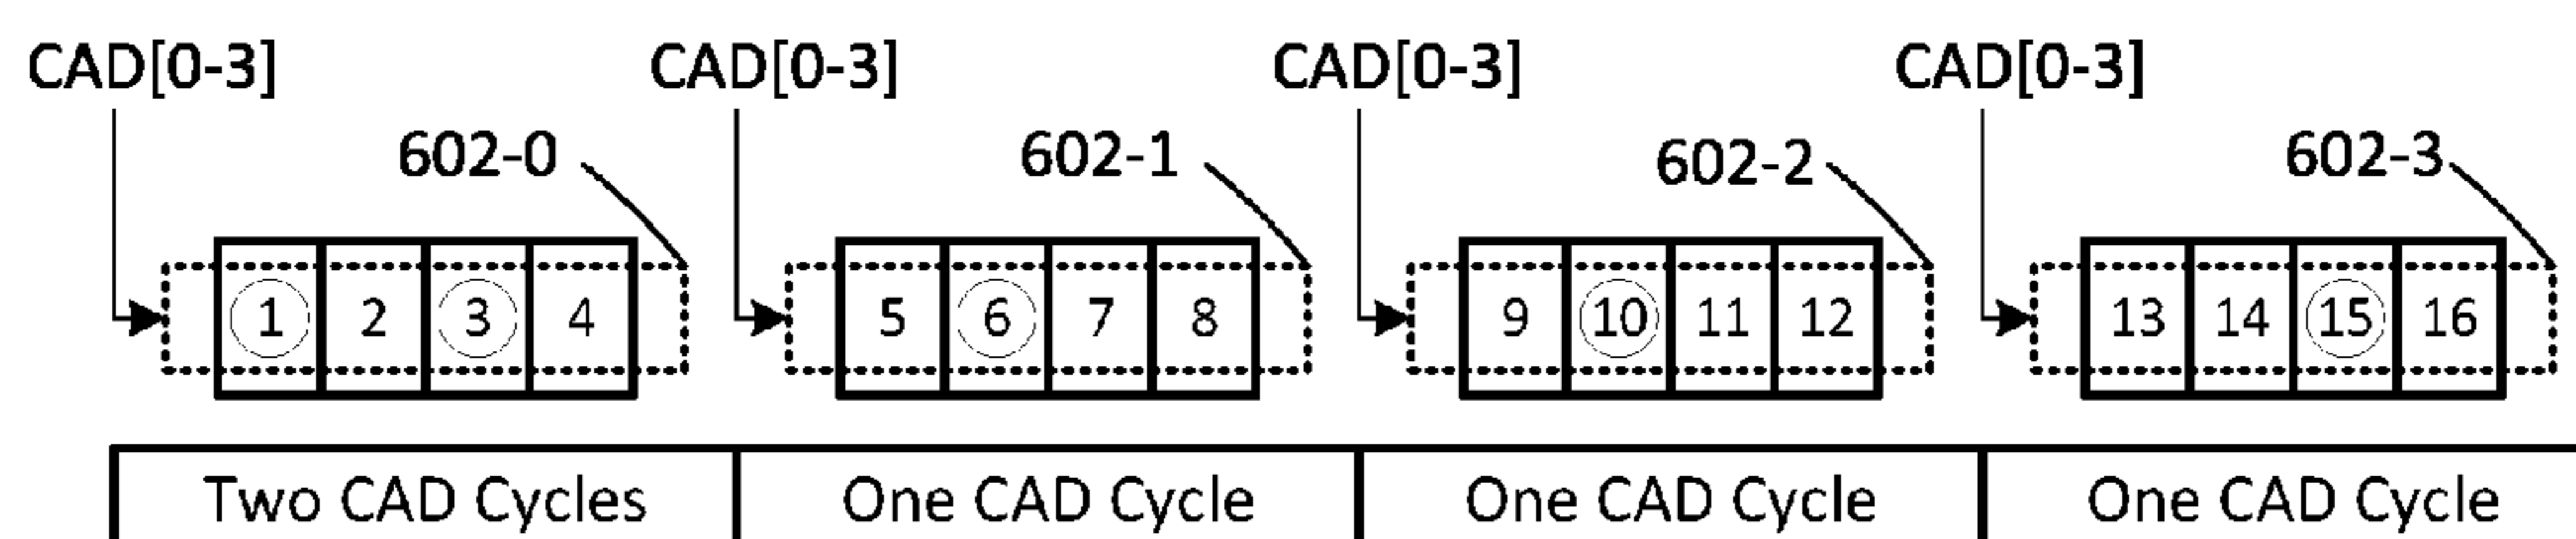 CAD[0-3] CAD[0-3] CAD[0-3] CAD[0-3]
602-0 602-1 602-2 602-3
1 2 3 4 5 6 7 8 9 10 11 12 13 14 15 16
Two CAD Cycles One CAD Cycle One CAD Cycle One CAD Cycle